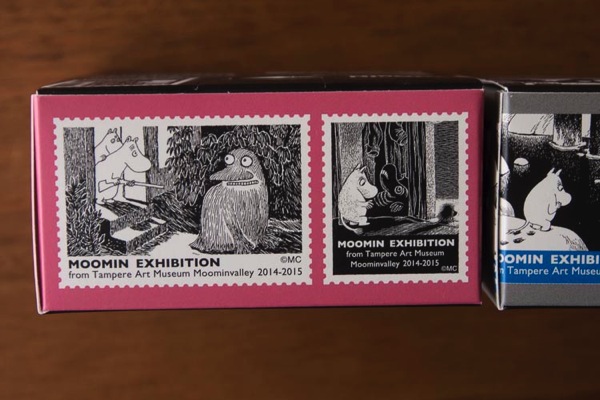 MOOMIN EXHIBITION
©MC
from Tampere Art Museum Moominvalley 2014-2015
MOOMIN EXHIBITION
from Tampere Art Museum
Moominvalley 2014-2015
©MC
OOMIN EXHIBI
Tampere Art Museu